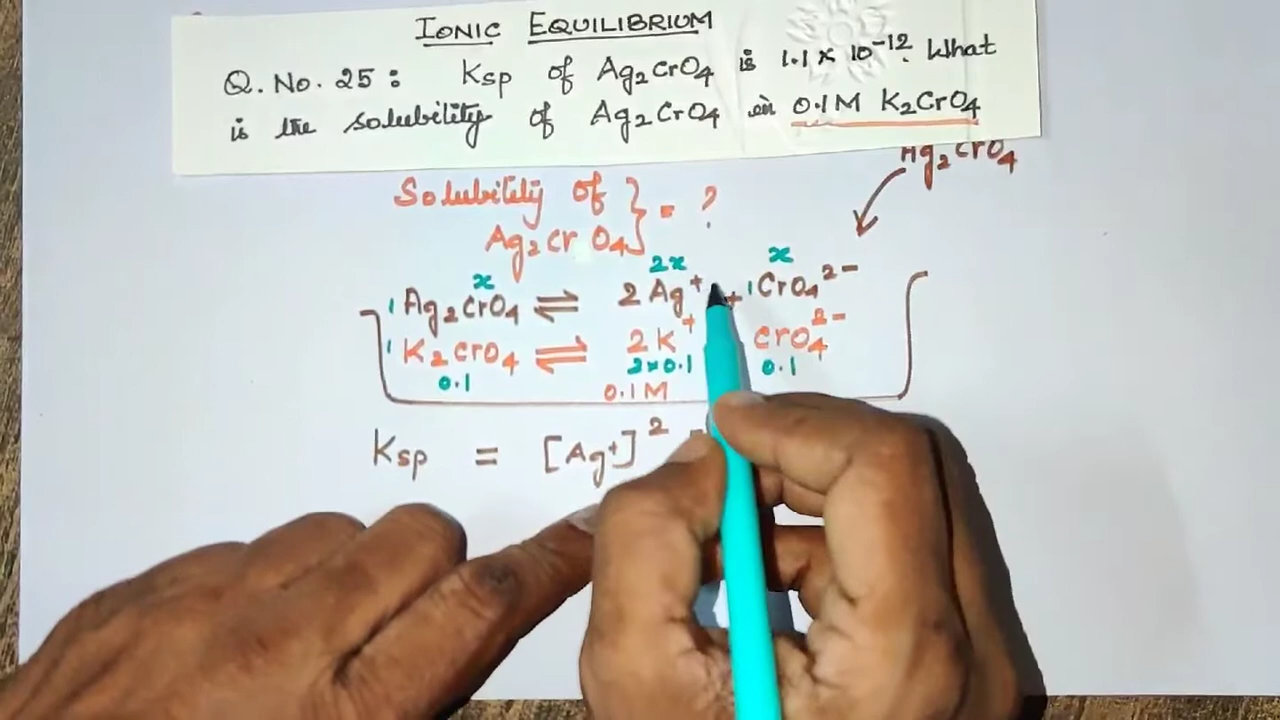 IONIC EQUILIBRIUM
Q. No. 25 : Ksp of Ag₂CrO₄ is 1.1 × 10⁻¹². What
is the solubility of Ag₂CrO₄ in 0.1M K₂CrO₄
Ag₂CrO₄
Solubility of
Ag₂CrO₄ } = ?
x 2x x
1 Ag₂CrO₄ ⇌ 2 Ag⁺ + 1 CrO₄²⁻
1 K₂CrO₄ ⇌ 2K⁺ CrO₄²⁻
0.1 2×0.1 0.1
0.1M
Ksp = [Ag⁺]²